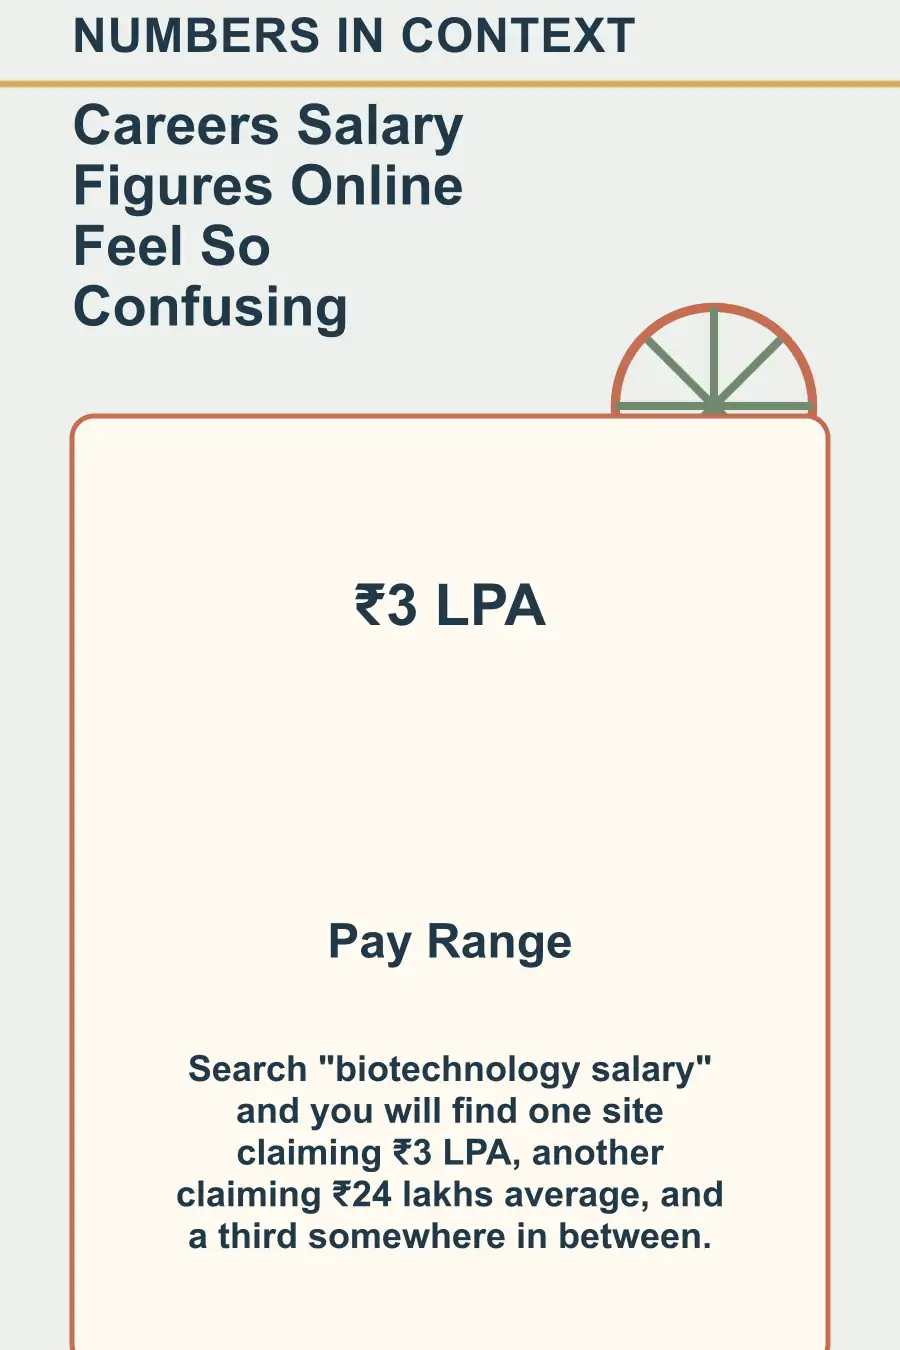 NUMBERS IN CONTEXT
Careers Salary
Figures Online
Feel So
Confusing
₹3 LPA
Pay Range
Search "biotechnology salary"
and you will find one site
claiming ₹3 LPA, another
claiming ₹24 lakhs average, and
a third somewhere in between.